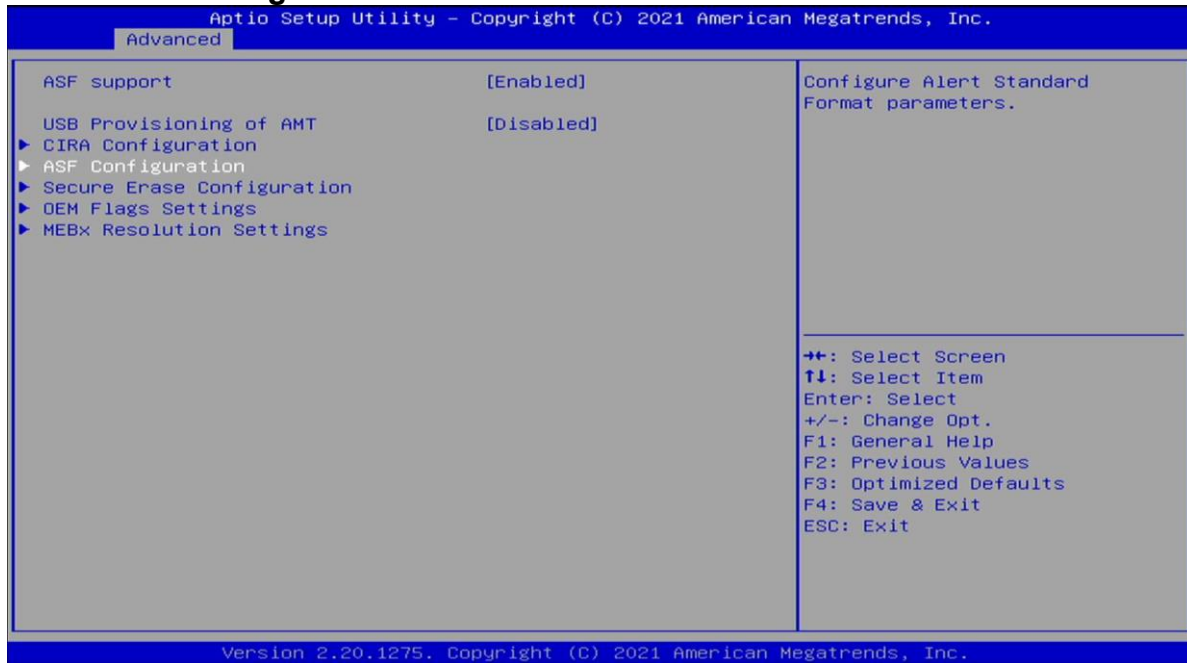 Aptio Setup Utility – Copyright (C) 2021 American Megatrends, Inc.
Advanced
ASF support [Enabled]
USB Provisioning of AMT [Disabled]
► CIRA Configuration
► ASF Configuration
► Secure Erase Configuration
► OEM Flags Settings
► MEBx Resolution Settings
Configure Alert Standard
Format parameters.
→←: Select Screen
↑↓: Select Item
Enter: Select
+/-: Change Opt.
F1: General Help
F2: Previous Values
F3: Optimized Defaults
F4: Save & Exit
ESC: Exit
Version 2.20.1275. Copyright (C) 2021 American Megatrends, Inc.